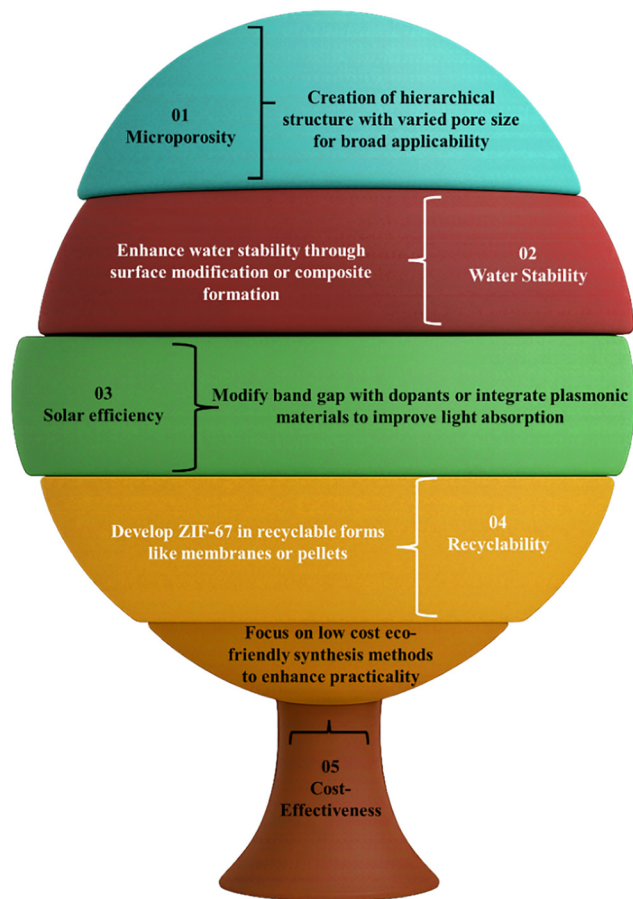 01
Microporosity
Creation of hierarchical
structure with varied pore size
for broad applicability
Enhance water stability through
surface modification or composite
formation
02
Water Stability
03
Solar efficiency
Modify band gap with dopants or integrate plasmonic
materials to improve light absorption
Develop ZIF-67 in recyclable forms
like membranes or pellets
04
Recyclability
Focus on low cost eco-
friendly synthesis methods
to enhance practicality
05
Cost-
Effectiveness